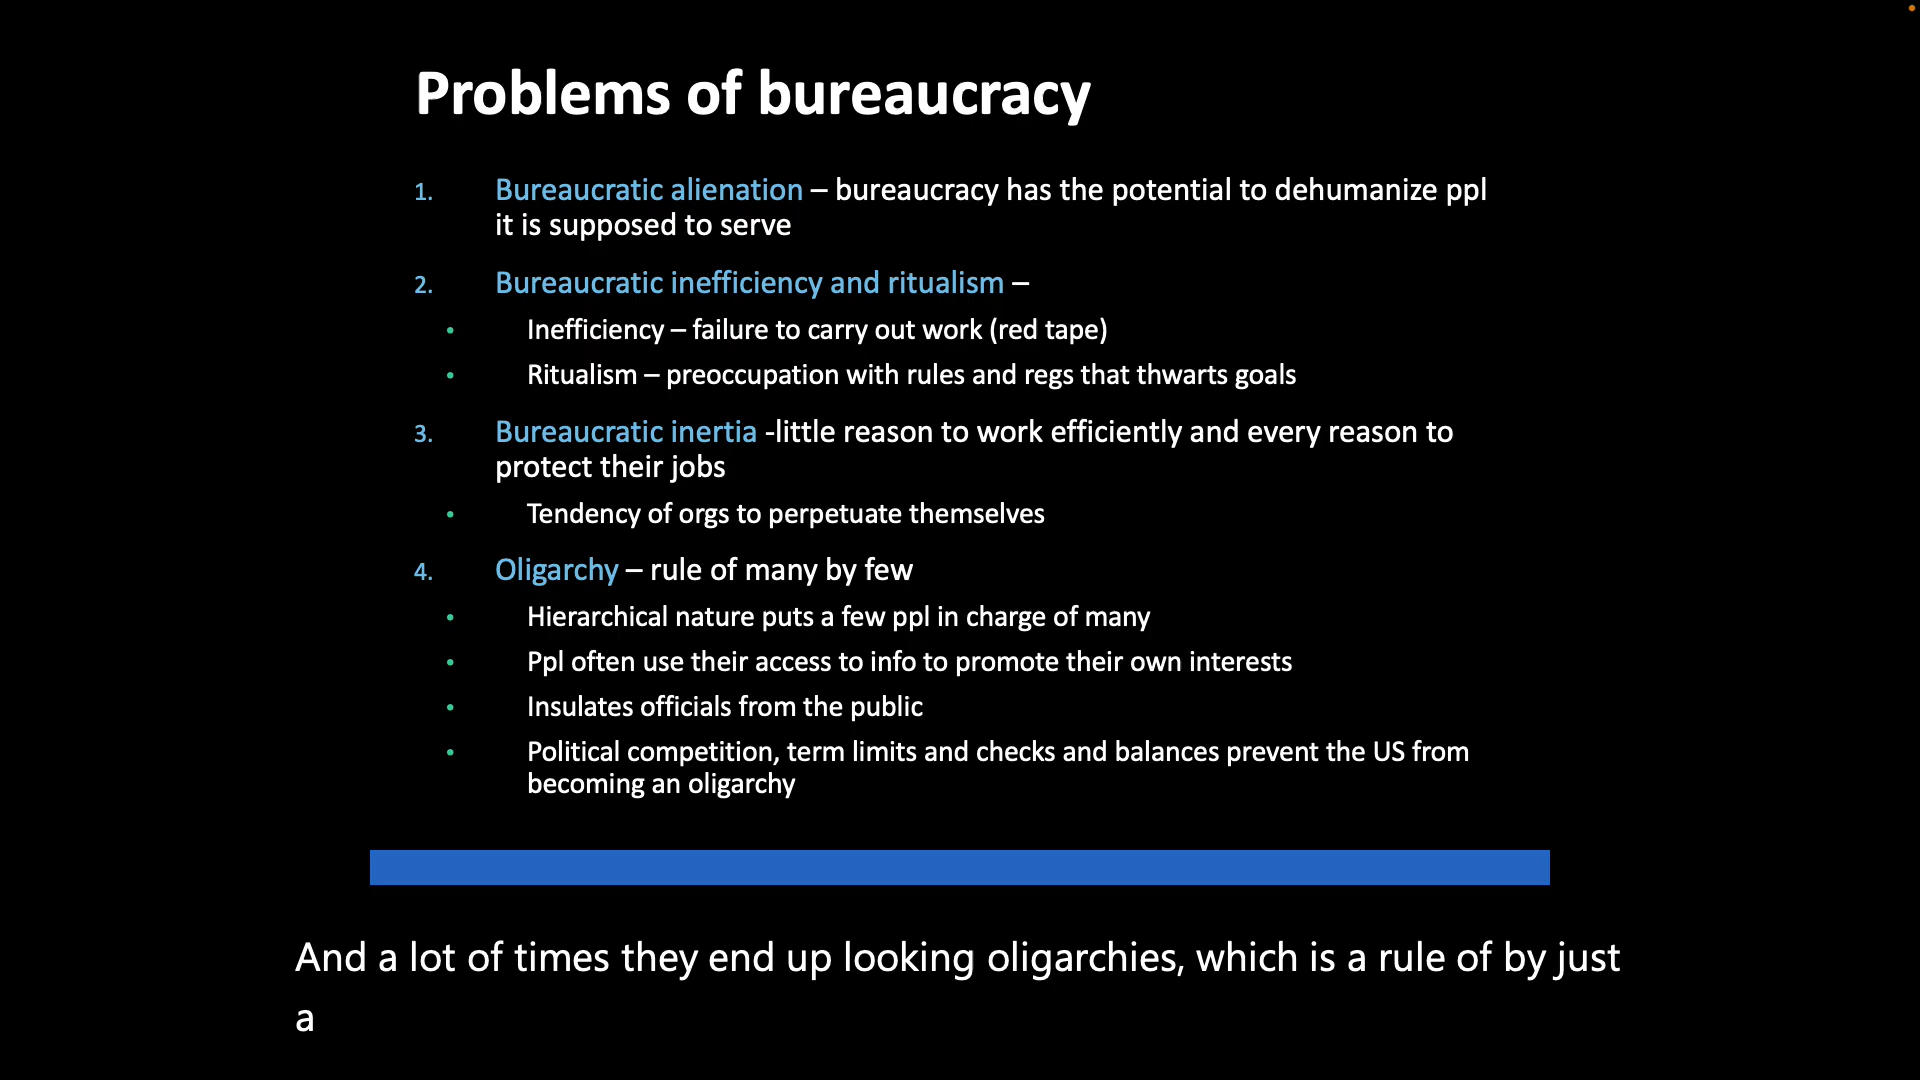 Problems of bureaucracy
1. Bureaucratic alienation – bureaucracy has the potential to dehumanize ppl
it is supposed to serve
2. Bureaucratic inefficiency and ritualism –
• Inefficiency – failure to carry out work (red tape)
• Ritualism – preoccupation with rules and regs that thwarts goals
3. Bureaucratic inertia -little reason to work efficiently and every reason to
protect their jobs
• Tendency of orgs to perpetuate themselves
4. Oligarchy – rule of many by few
• Hierarchical nature puts a few ppl in charge of many
• Ppl often use their access to info to promote their own interests
• Insulates officials from the public
• Political competition, term limits and checks and balances prevent the US from
becoming an oligarchy
And a lot of times they end up looking oligarchies, which is a rule of by just
a